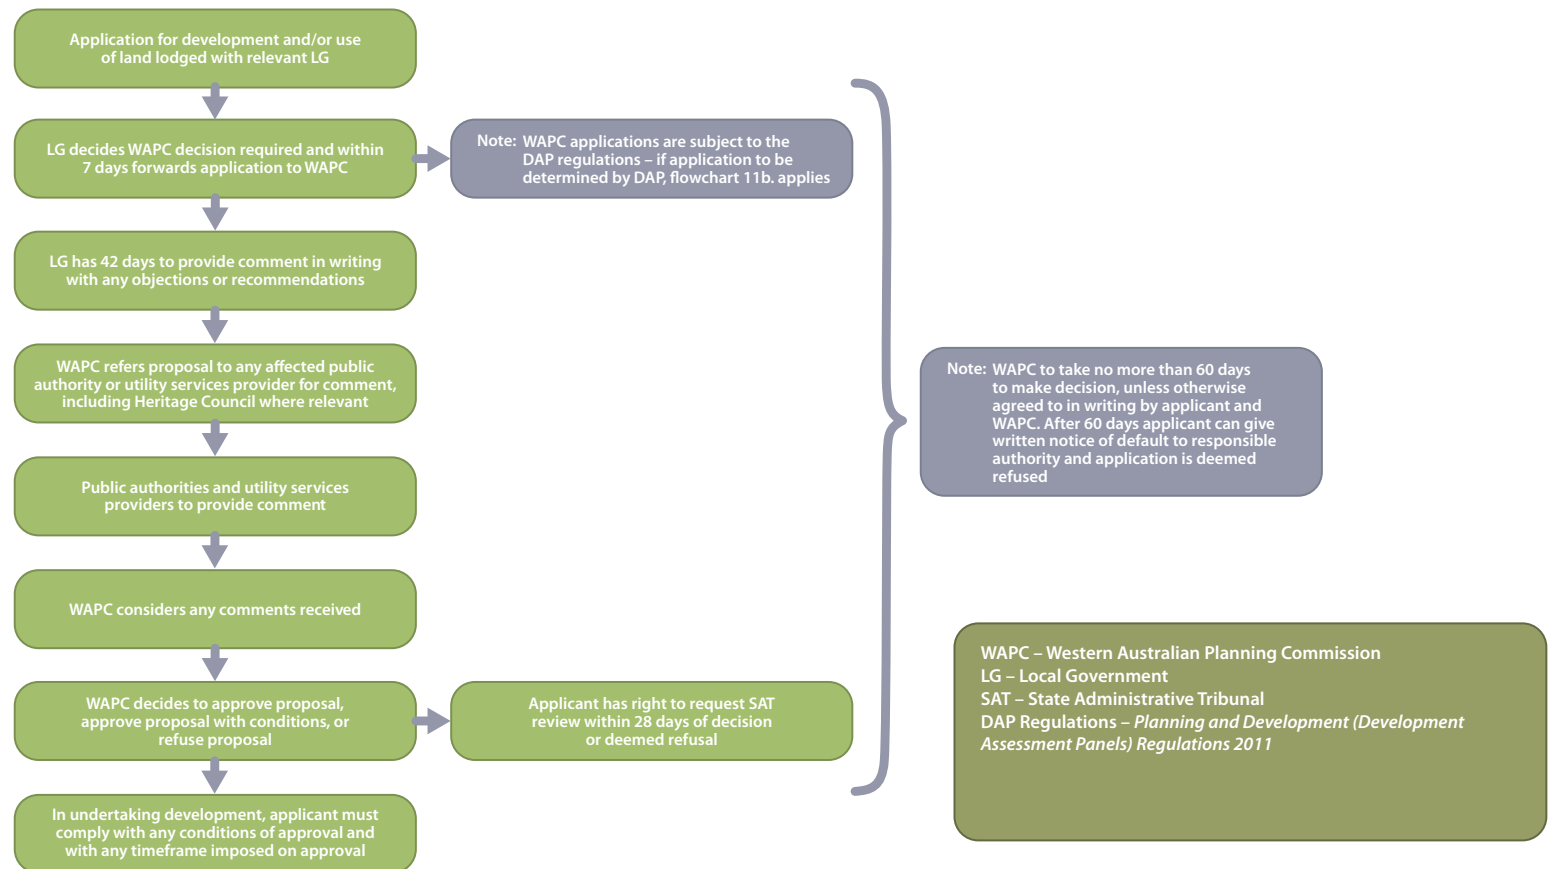 Application for development and/or use
of land lodged with relevant LG
LG decides WAPC decision required and within
7 days forwards application to WAPC
Note: WAPC applications are subject to the
DAP regulations – if application to be
determined by DAP, flowchart 11b. applies
LG has 42 days to provide comment in writing
with any objections or recommendations
WAPC refers proposal to any affected public
authority or utility services provider for comment,
including Heritage Council where relevant
Note: WAPC to take no more than 60 days
to make decision, unless otherwise
agreed to in writing by applicant and
WAPC. After 60 days applicant can give
written notice of default to responsible
authority and application is deemed
refused
Public authorities and utility services
providers to provide comment
WAPC considers any comments received
WAPC decides to approve proposal,
approve proposal with conditions, or
refuse proposal
Applicant has right to request SAT
review within 28 days of decision
or deemed refusal
In undertaking development, applicant must
comply with any conditions of approval and
with any timeframe imposed on approval
WAPC – Western Australian Planning Commission
LG – Local Government
SAT – State Administrative Tribunal
DAP Regulations – Planning and Development (Development
Assessment Panels) Regulations 2011